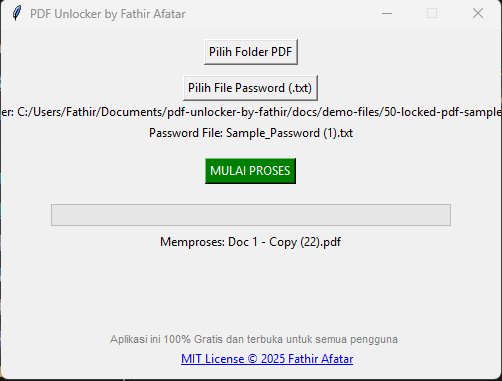 PDF Unlocker by Fathir Afatar
Pilih Folder PDF
Pilih File Password (.txt)
er: C:/Users/Fathir/Documents/pdf-unlocker-by-fathir/docs/demo-files/50-locked-pdf-sample
Password File: Sample_Password (1).txt
MULAI PROSES
Memproses: Doc 1 - Copy (22).pdf
Aplikasi ini 100% Gratis dan terbuka untuk semua pengguna
MIT License © 2025 Fathir Afatar